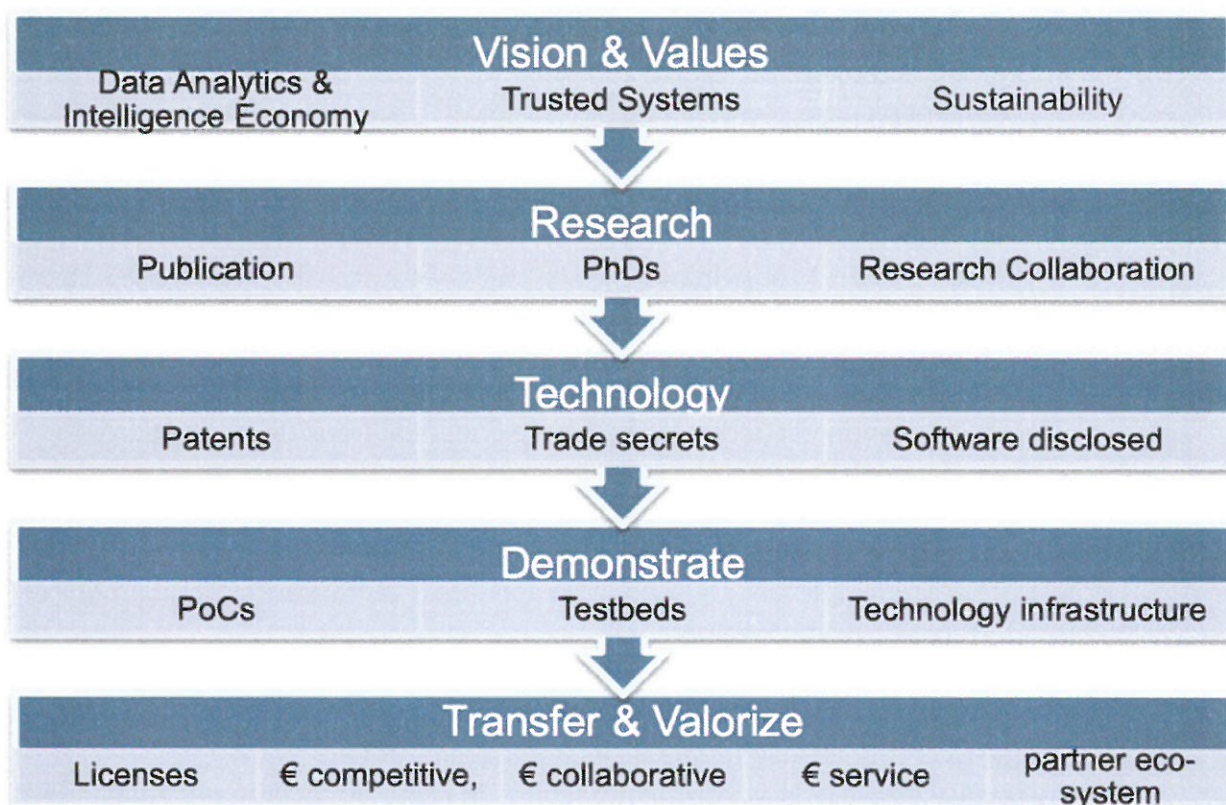 Vision & Values
Data Analytics &
Intelligence Economy
Trusted Systems
Sustainability
Research
Publication
PhDs
Research Collaboration
Technology
Patents
Trade secrets
Software disclosed
Demonstrate
PoCs
Testbeds
Technology infrastructure
Transfer & Valorize
Licenses
€ competitive,
€ collaborative
€ service
partner eco-
system